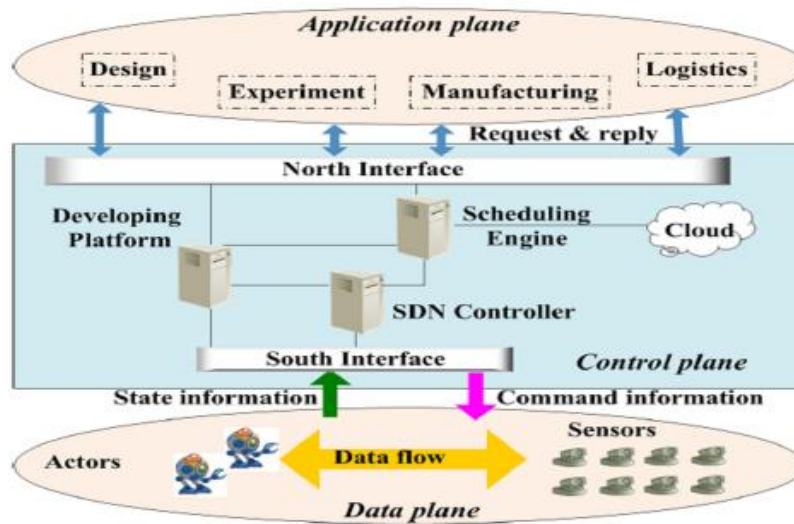 Application plane
Design
Logistics
Experiment
Manufacturing
Request & reply
North Interface
Developing
Platform
Scheduling
Engine
Cloud
SDN Controller
South Interface
Control plane
State information
Command information
Sensors
Actors
Data flow
Data plane